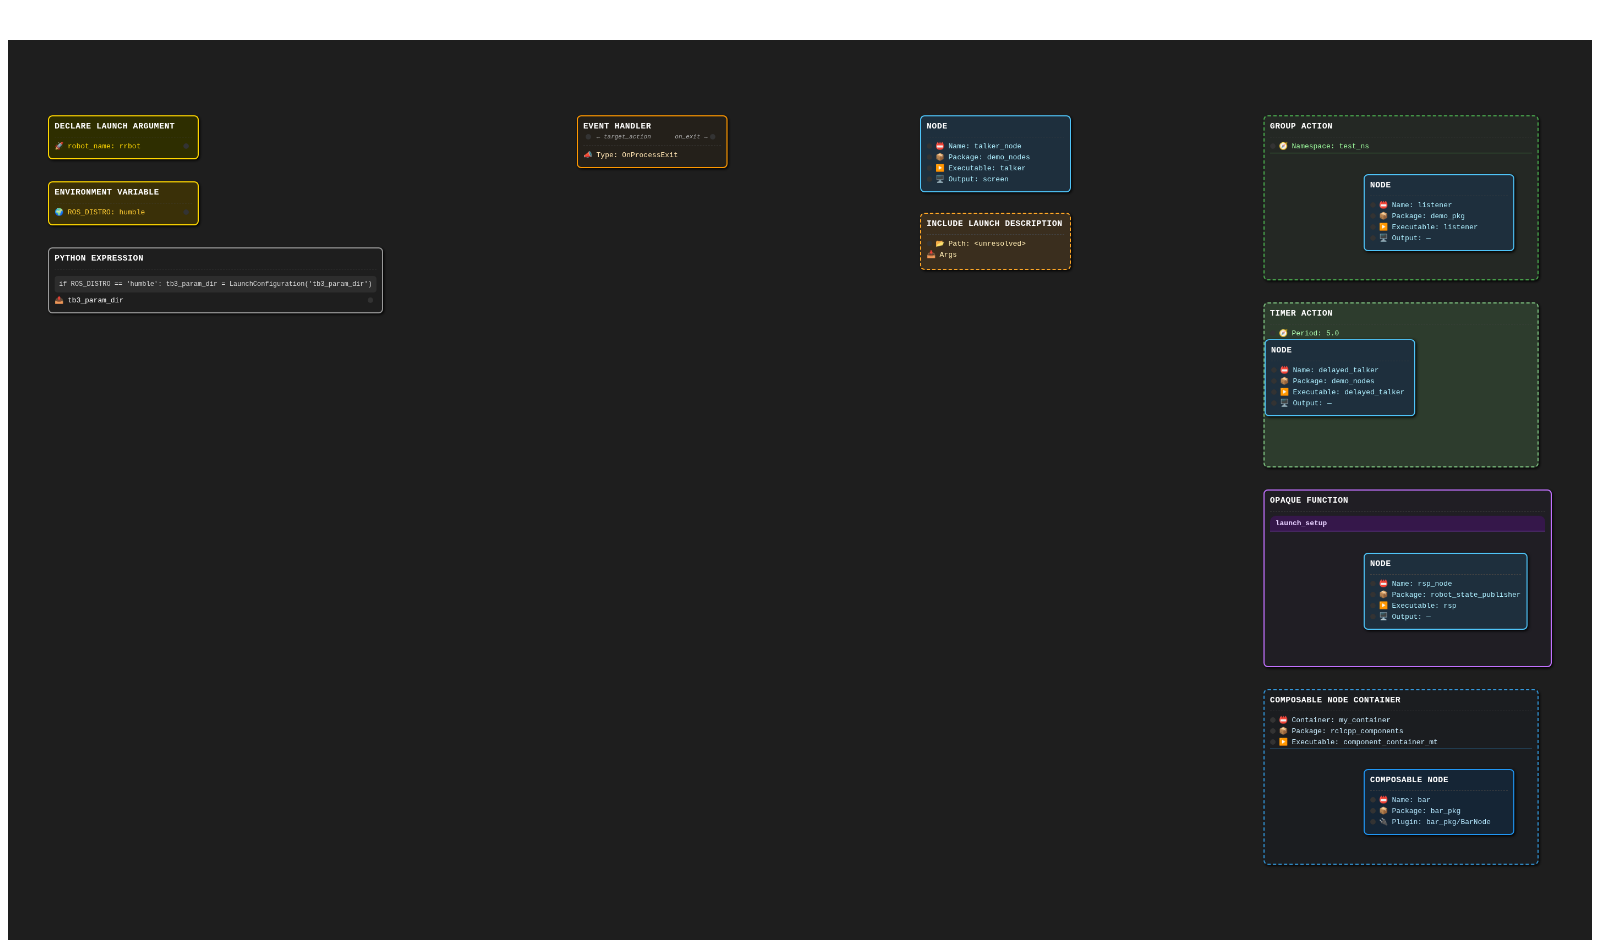 DECLARE LAUNCH ARGUMENT
🚀 robot_name: rrbot
ENVIRONMENT VARIABLE
🌍 ROS_DISTRO: humble
PYTHON EXPRESSION
if ROS_DISTRO == 'humble': tb3_param_dir = LaunchConfiguration('tb3_param_dir')
📤 tb3_param_dir
EVENT HANDLER
— target_action on_exit —
📣 Type: OnProcessExit
NODE
📛 Name: talker_node
📦 Package: demo_nodes
▶️ Executable: talker
🖥️ Output: screen
INCLUDE LAUNCH DESCRIPTION
📂 Path: <unresolved>
📥 Args
GROUP ACTION
🧭 Namespace: test_ns
NODE
📛 Name: listener
📦 Package: demo_pkg
▶️ Executable: listener
🖥️ Output: —
TIMER ACTION
🧭 Period: 5.0
NODE
📛 Name: delayed_talker
📦 Package: demo_nodes
▶️ Executable: delayed_talker
🖥️ Output: —
OPAQUE FUNCTION
launch_setup
NODE
📛 Name: rsp_node
📦 Package: robot_state_publisher
▶️ Executable: rsp
🖥️ Output: —
COMPOSABLE NODE CONTAINER
📛 Container: my_container
📦 Package: rclcpp_components
▶️ Executable: component_container_mt
COMPOSABLE NODE
📛 Name: bar
📦 Package: bar_pkg
🔌 Plugin: bar_pkg/BarNode